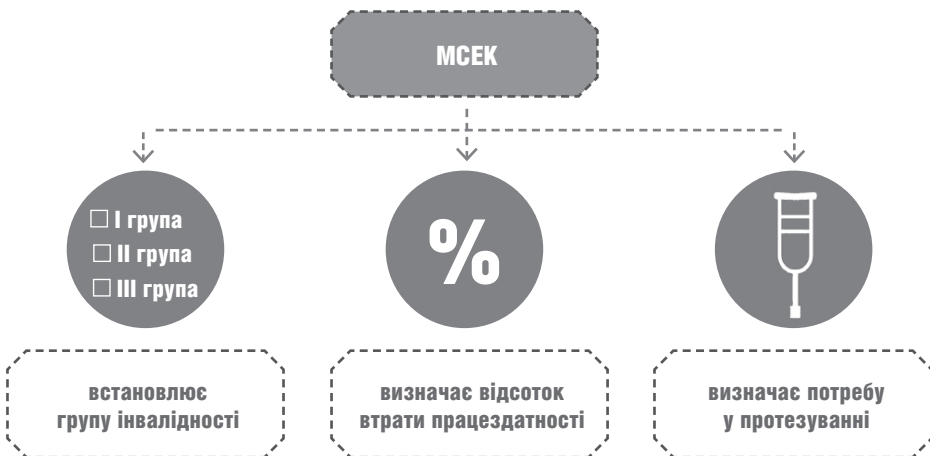 МСЕК
І група
ІІ група
ІІІ група
%
встановлює
групу інвалідності
визначає відсоток
втрати працездатності
визначає потребу
у протезуванні